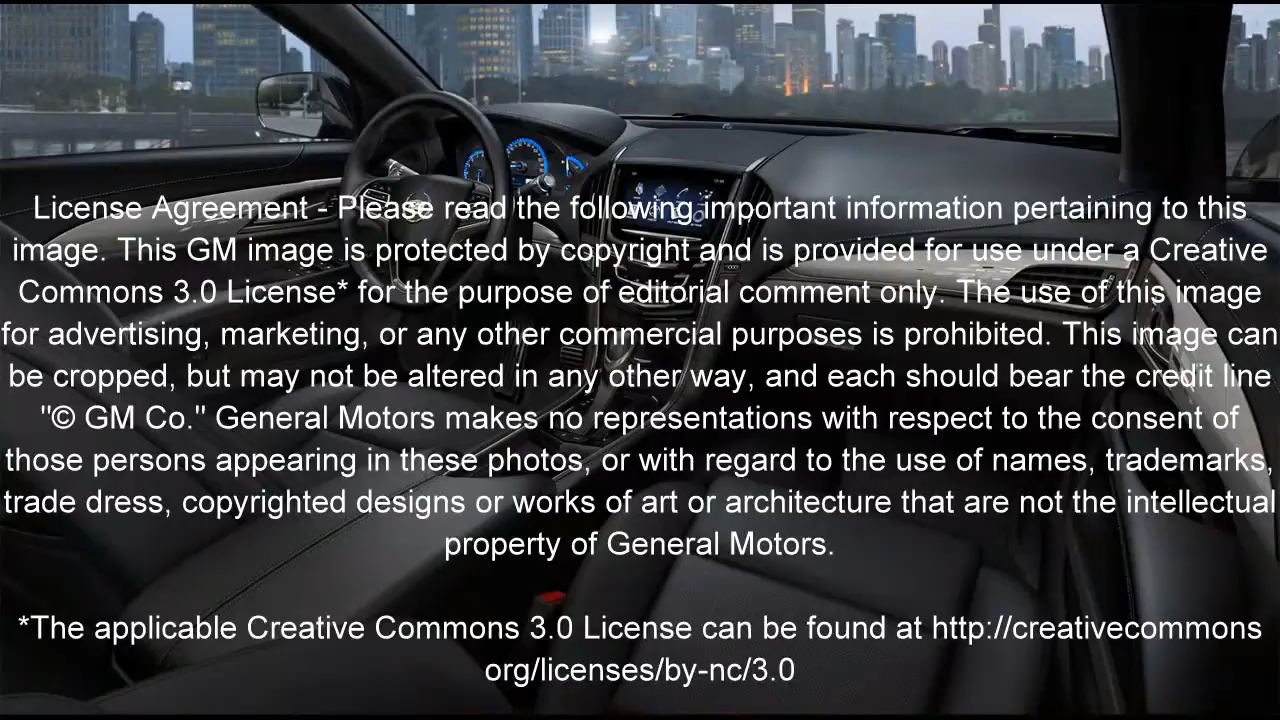 License Agreement - Please read the following important information pertaining to this
image. This GM image is protected by copyright and is provided for use under a Creative
Commons 3.0 License* for the purpose of editorial comment only. The use of this image
for advertising, marketing, or any other commercial purposes is prohibited. This image can
be cropped, but may not be altered in any other way, and each should bear the credit line
"© GM Co." General Motors makes no representations with respect to the consent of
those persons appearing in these photos, or with regard to the use of names, trademarks,
trade dress, copyrighted designs or works of art or architecture that are not the intellectual
property of General Motors.
*The applicable Creative Commons 3.0 License can be found at http://creativecommons
org/licenses/by-nc/3.0